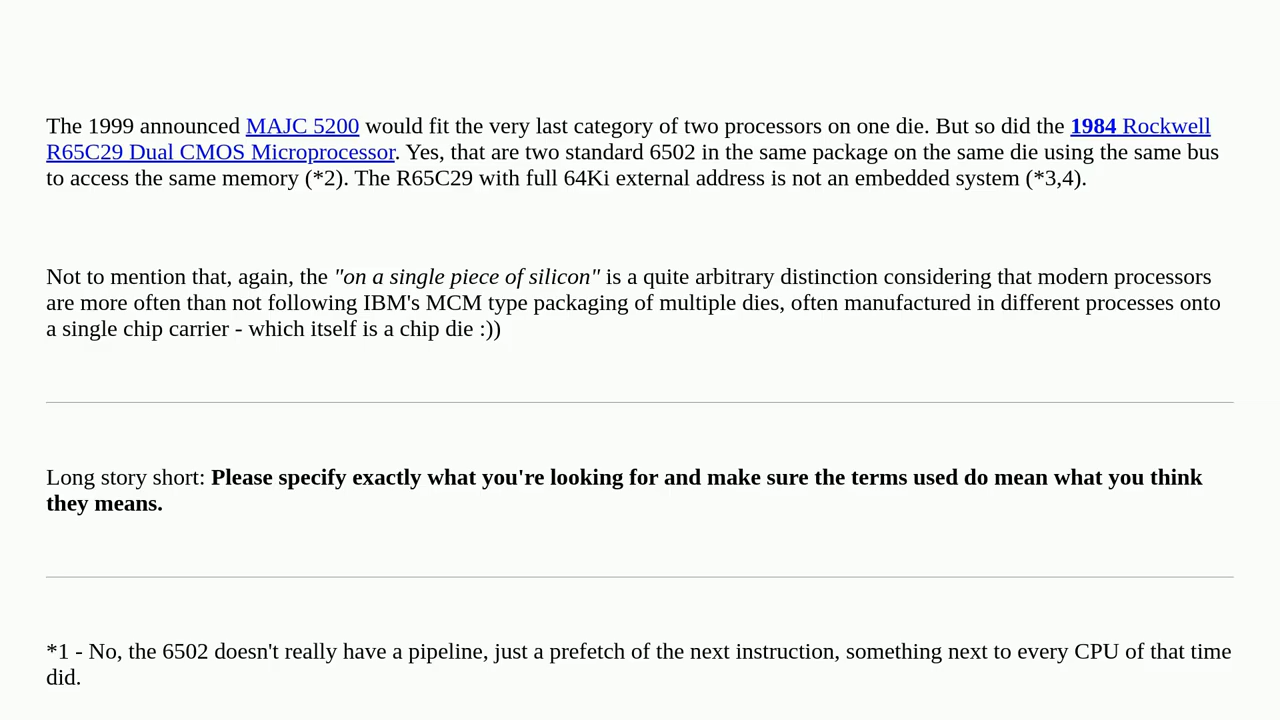 The 1999 announced MAJC 5200 would fit the very last category of two processors on one die. But so did the 1984 Rockwell
R65C29 Dual CMOS Microprocessor. Yes, that are two standard 6502 in the same package on the same die using the same bus
to access the same memory (*2). The R65C29 with full 64Ki external address is not an embedded system (*3,4).
Not to mention that, again, the "on a single piece of silicon" is a quite arbitrary distinction considering that modern processors
are more often than not following IBM's MCM type packaging of multiple dies, often manufactured in different processes onto
a single chip carrier - which itself is a chip die :))
Long story short: Please specify exactly what you're looking for and make sure the terms used do mean what you think
they means.
*1 - No, the 6502 doesn't really have a pipeline, just a prefetch of the next instruction, something next to every CPU of that time
did.